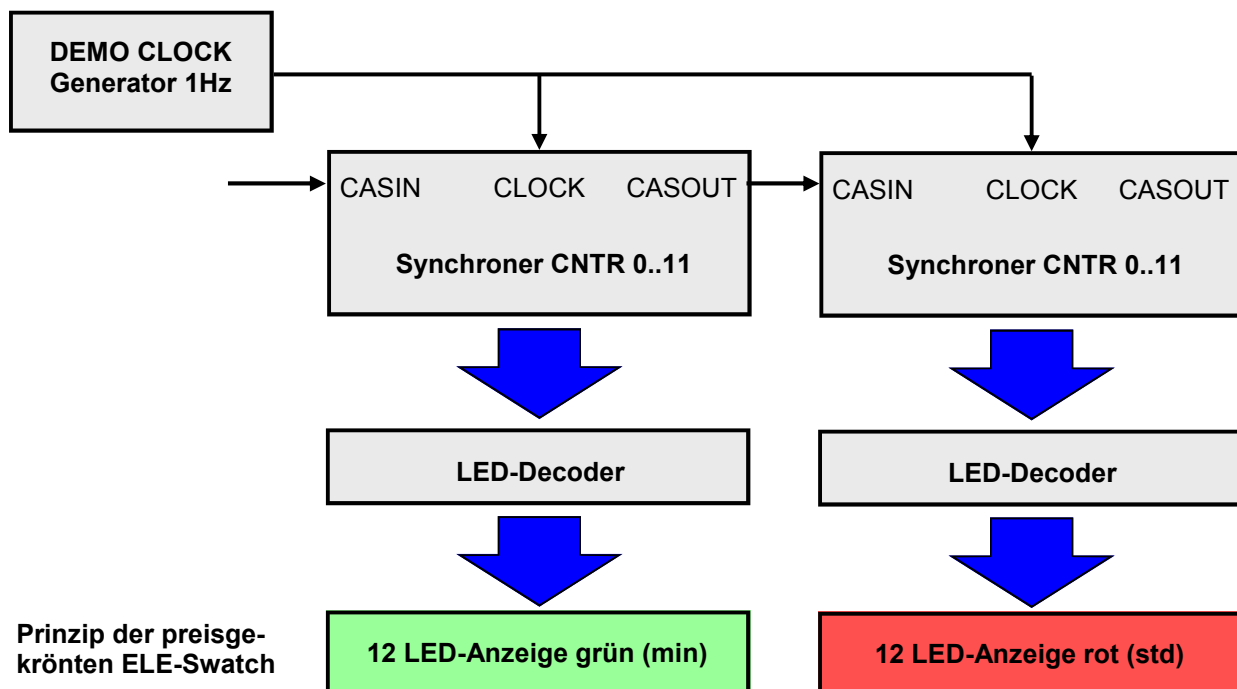 DEMO CLOCK
Generator 1Hz
CASIN CLOCK CASOUT
Synchroner CNTR 0..11
CASIN CLOCK CASOUT
Synchroner CNTR 0..11
LED-Decoder
LED-Decoder
Prinzip der preisge-
krönten ELE-Swatch
12 LED-Anzeige grün (min)
12 LED-Anzeige rot (std)